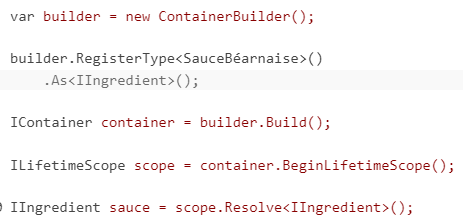 var builder = new ContainerBuilder();
builder.RegisterType<SauceBéarnaise>()
.As<IIngredient>();
IContainer container = builder.Build();
ILifetimeScope scope = container.BeginLifetimeScope();
IIngredient sauce = scope.Resolve<IIngredient>();